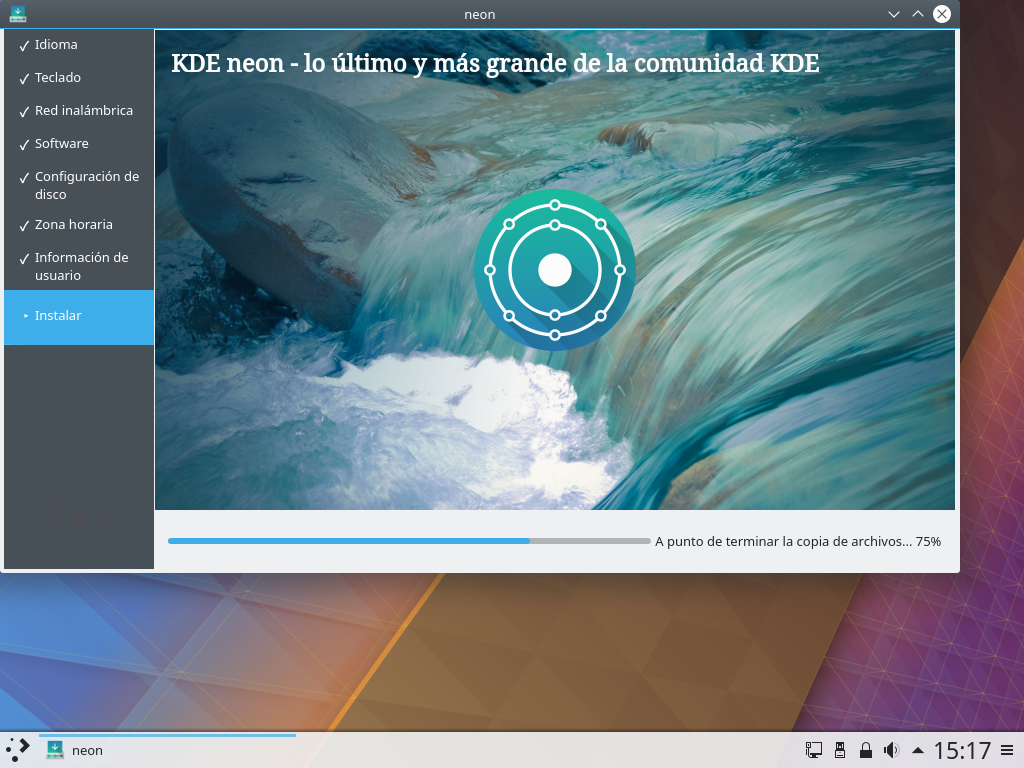 neon
Idioma
Teclado
Red inalámbrica
Software
Configuración de
disco
Zona horaria
Información de
usuario
Instalar
KDE neon - lo último y más grande de la comunidad KDE
A punto de terminar la copia de archivos... 75%
neon
15:17